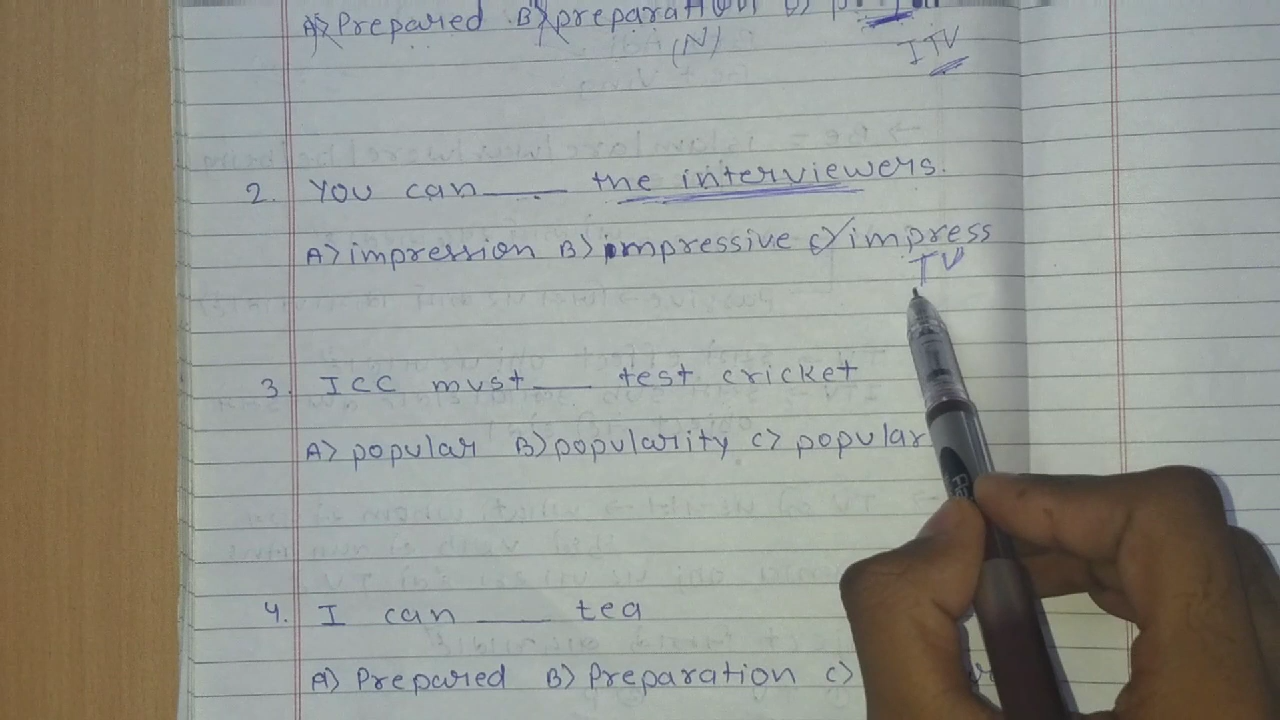 A) Prepared B) preparation
(N) ITV
2. You can ___ the interviewers.
A) impression B) impressive c) impress
TV
3. ICC must ___ test cricket
A) popular B) popularity c) popular
4. I can ___ tea
A) Prepared B) Preparation c)